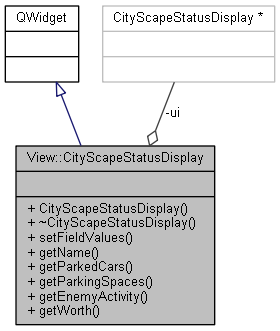 QWidget
CityScapeStatusDisplay *
-ui
View::CityScapeStatusDisplay
+ CityScapeStatusDisplay()
+ ~CityScapeStatusDisplay()
+ setFieldValues()
+ getName()
+ getParkedCars()
+ getParkingSpaces()
+ getEnemyActivity()
+ getWorth()